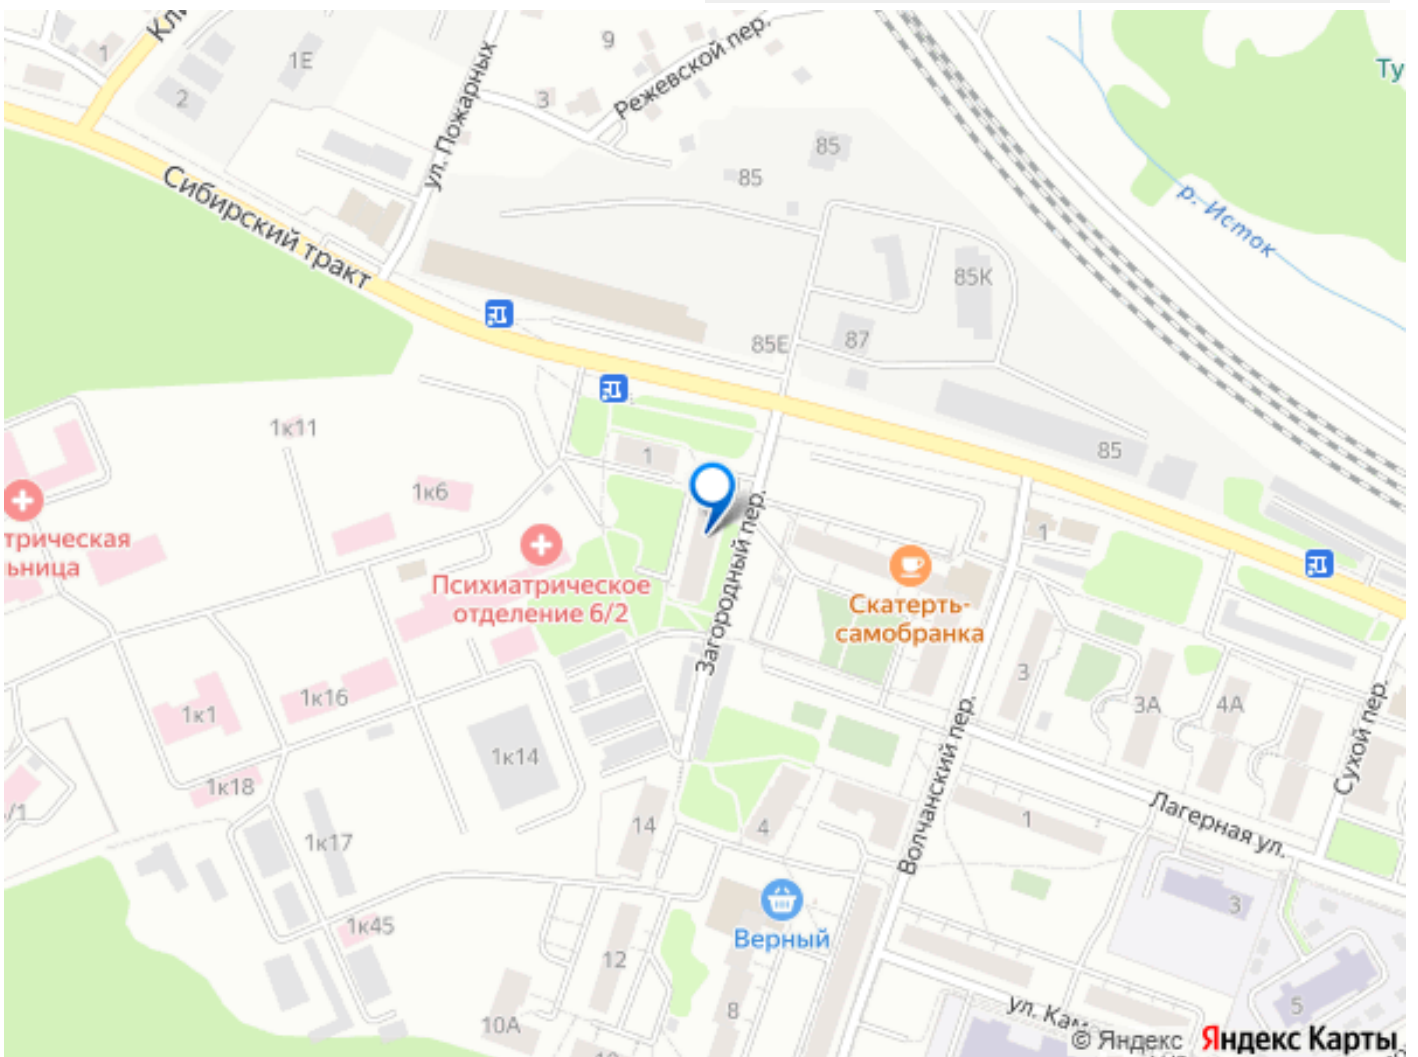 Режевской пер.
9
1
1Е
2
3
ул. Пожарных
Сибирский тракт
р. Исток
85
85
85К
85Е
87
85
1к11
1к6
1
1
Загородный пер.
Психиатрическое
отделение 6/2
Скатерть-
самобранка
1к16
1к1
1к18
1к14
1к17
1к45
3
3А
4А
Сухой пер.
Волчанский пер.
Лагерная ул.
1
14
4
Верный
12
10А
8
3
5
© Яндекс Яндекс Карты